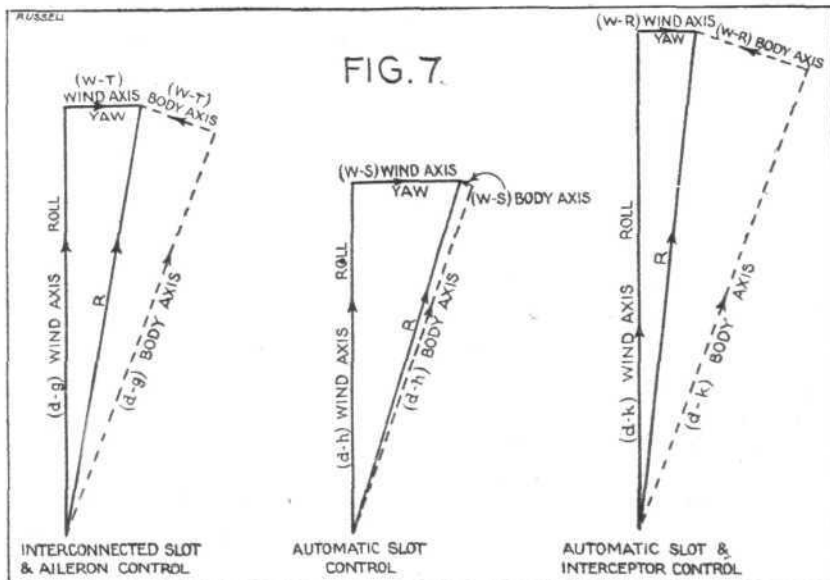 RUSSELL
FIG. 7.
(W-T)
WIND AXIS
YAW
(W-T)
BODY AXIS
(d-g) WIND AXIS ROLL
R
(d-g) BODY AXIS
INTERCONNECTED SLOT
& AILERON CONTROL
(W-S) WIND AXIS
YAW
(W-S) BODY AXIS
(d-h) WIND AXIS ROLL
R
(d-h) BODY AXIS
AUTOMATIC SLOT
CONTROL
(W-R) WIND AXIS
YAW
(W-R) BODY AXIS
(d-k) WIND AXIS ROLL
R
(d-k) BODY AXIS
AUTOMATIC SLOT &
INTERCEPTOR CONTROL